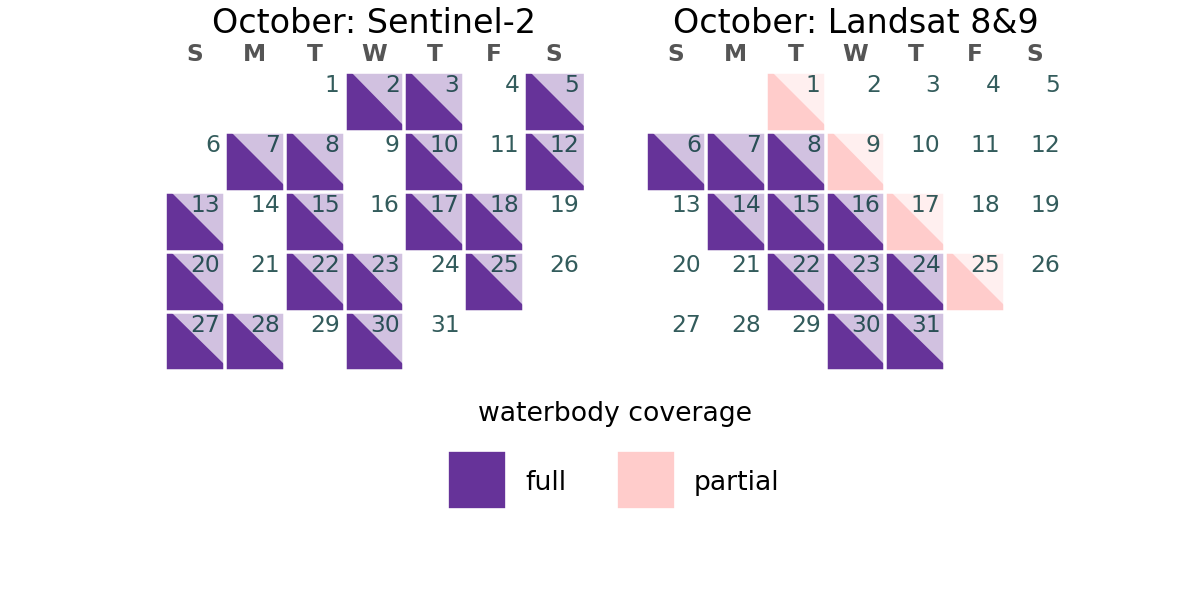 October: Sentinel-2
S M T W T F S
1 2 3 4 5
6 7 8 9 10 11 12
13 14 15 16 17 18 19
20 21 22 23 24 25 26
27 28 29 30 31
October: Landsat 8&9
S M T W T F S
1 2 3 4 5
6 7 8 9 10 11 12
13 14 15 16 17 18 19
20 21 22 23 24 25 26
27 28 29 30 31
waterbody coverage
full partial